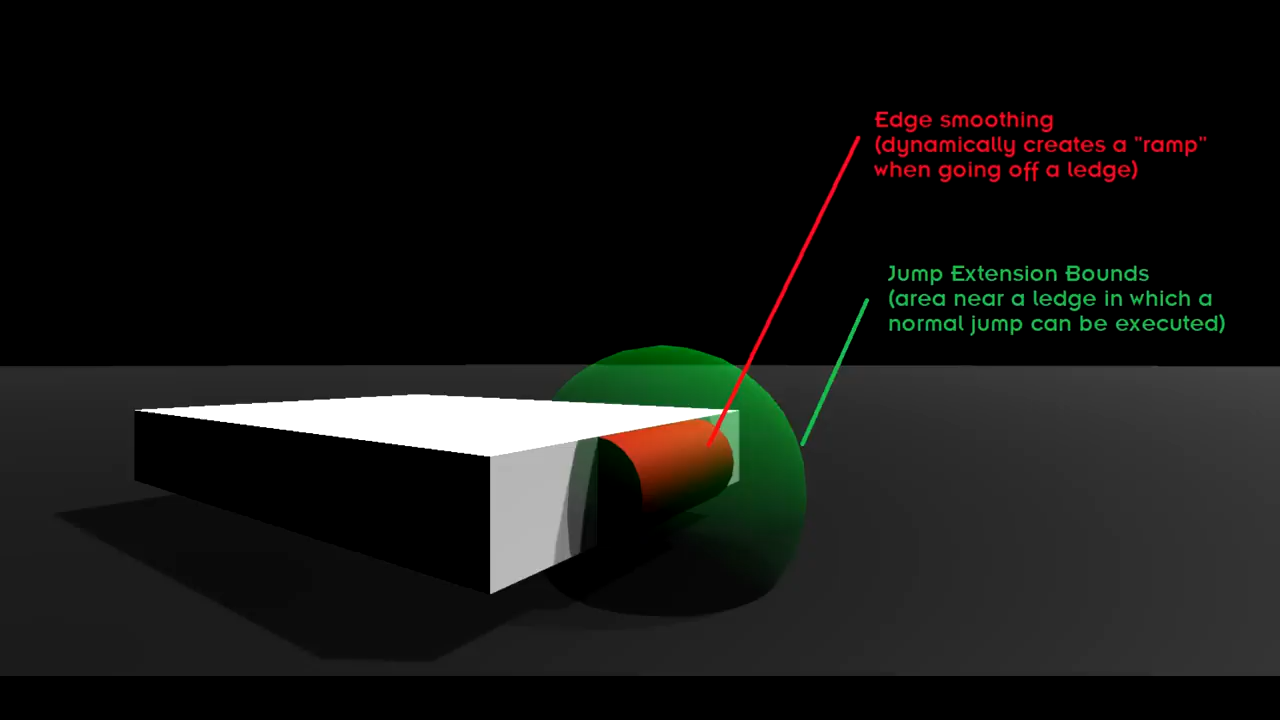 Edge smoothing
(dynamically creates a "ramp"
when going off a ledge)
Jump Extension Bounds
(area near a ledge in which a
normal jump can be executed)